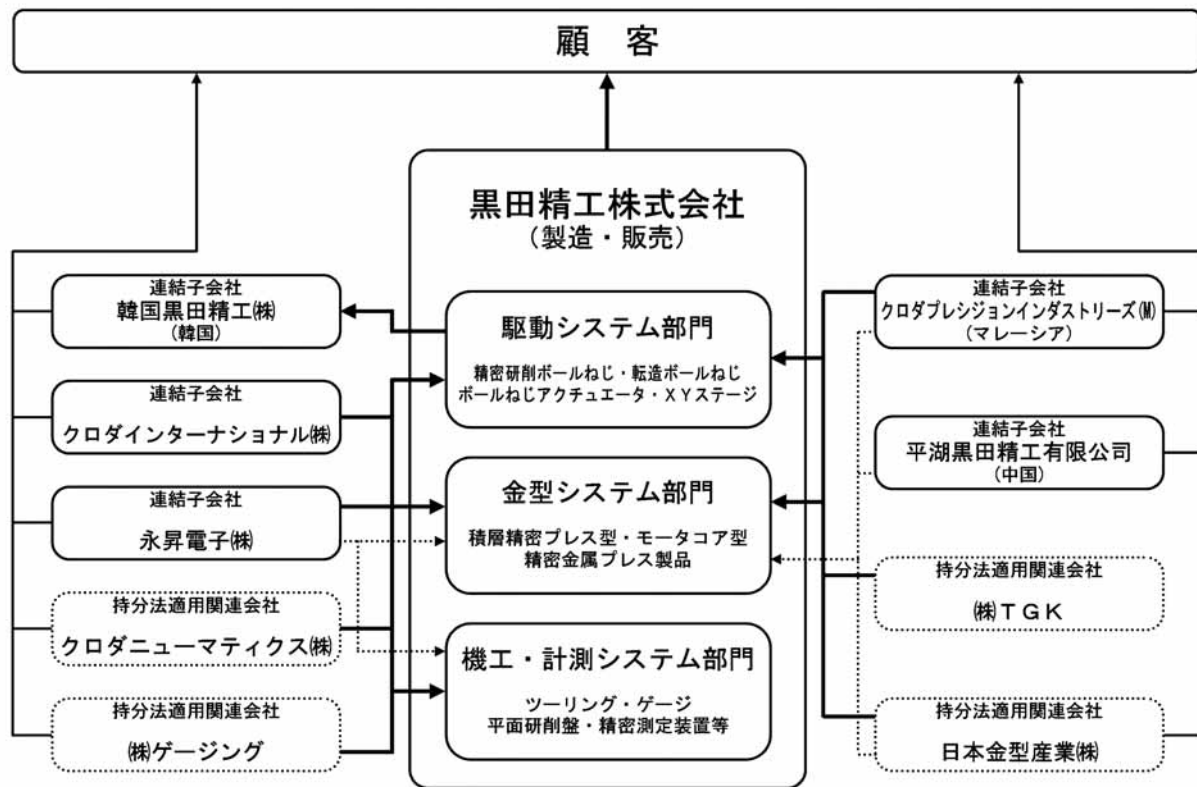 顧 客
黒田精工株式会社
(製造・販売)
連結子会社
韓国黒田精工㈱
(韓国)
連結子会社
クロダインターナショナル㈱
連結子会社
永昇電子㈱
持分法適用関連会社
クロダニューマティクス㈱
持分法適用関連会社
㈱ゲージング
駆動システム部門
精密研削ボールねじ・転造ボールねじ
ボールねじアクチュエータ・XYステージ
金型システム部門
積層精密プレス型・モータコア型
精密金属プレス製品
機工・計測システム部門
ツーリング・ゲージ
平面研削盤・精密測定装置等
連結子会社
クロダプレシジョンインダストリーズ(M)
(マレーシア)
連結子会社
平湖黒田精工有限公司
(中国)
持分法適用関連会社
㈱TGK
持分法適用関連会社
日本金型産業㈱